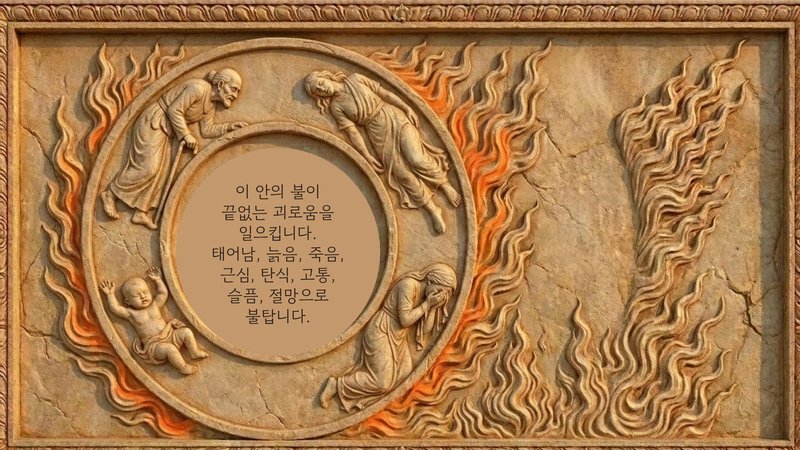 이 안의 불이
끝없는 괴로움을
일으킵니다.
태어남, 늙음, 죽음,
근심, 탄식, 고통,
슬픔, 절망으로
불탑니다.